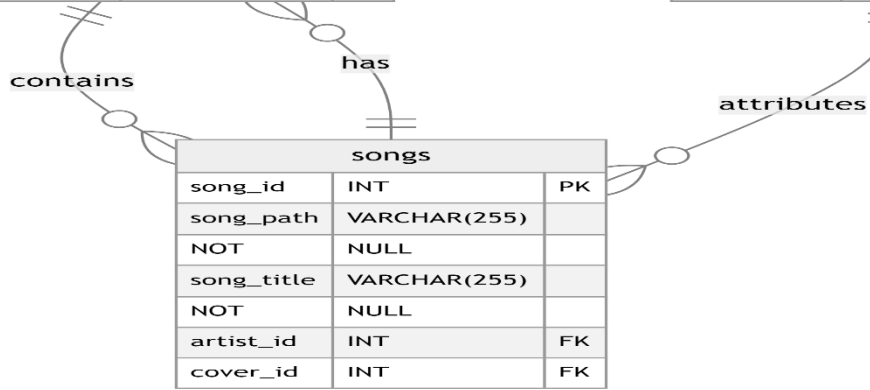 has
contains
attributes
songs
song_id INT PK
song_path VARCHAR(255)
NOT NULL
song_title VARCHAR(255)
NOT NULL
artist_id INT FK
cover_id INT FK